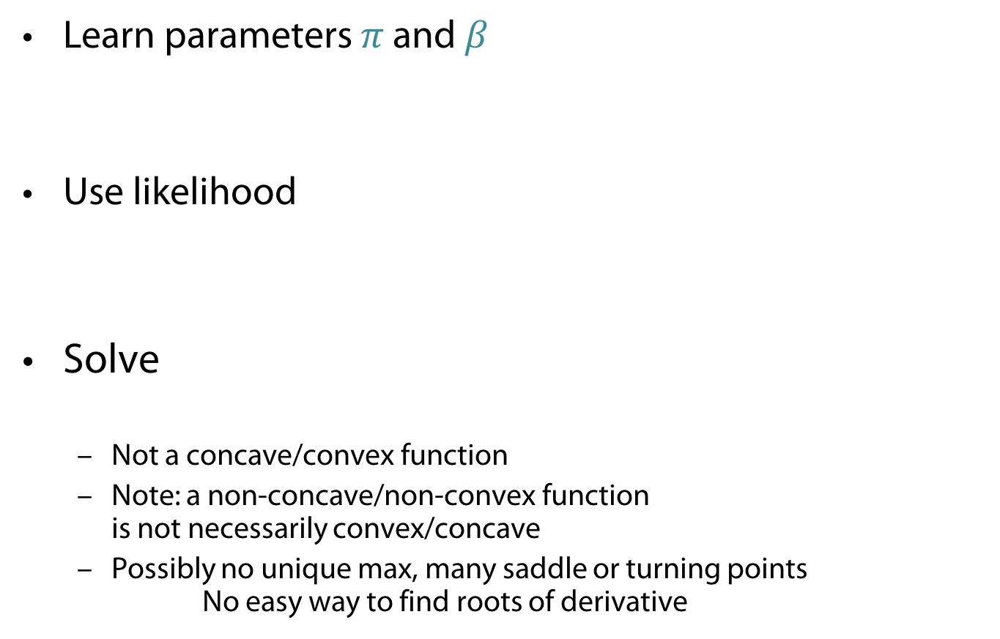 • Learn parameters π and β
• Use likelihood
• Solve
– Not a concave/convex function
– Note: a non-concave/non-convex function
is not necessarily convex/concave
– Possibly no unique max, many saddle or turning points
No easy way to find roots of derivative